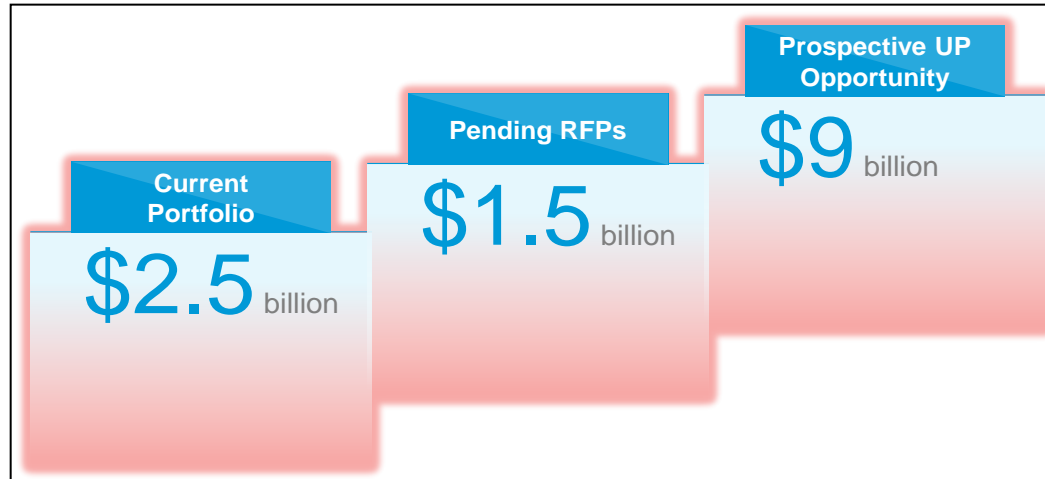 Current
Portfolio
$2.5 billion
Pending RFPs
$1.5 billion
Prospective UP
Opportunity
$9 billion